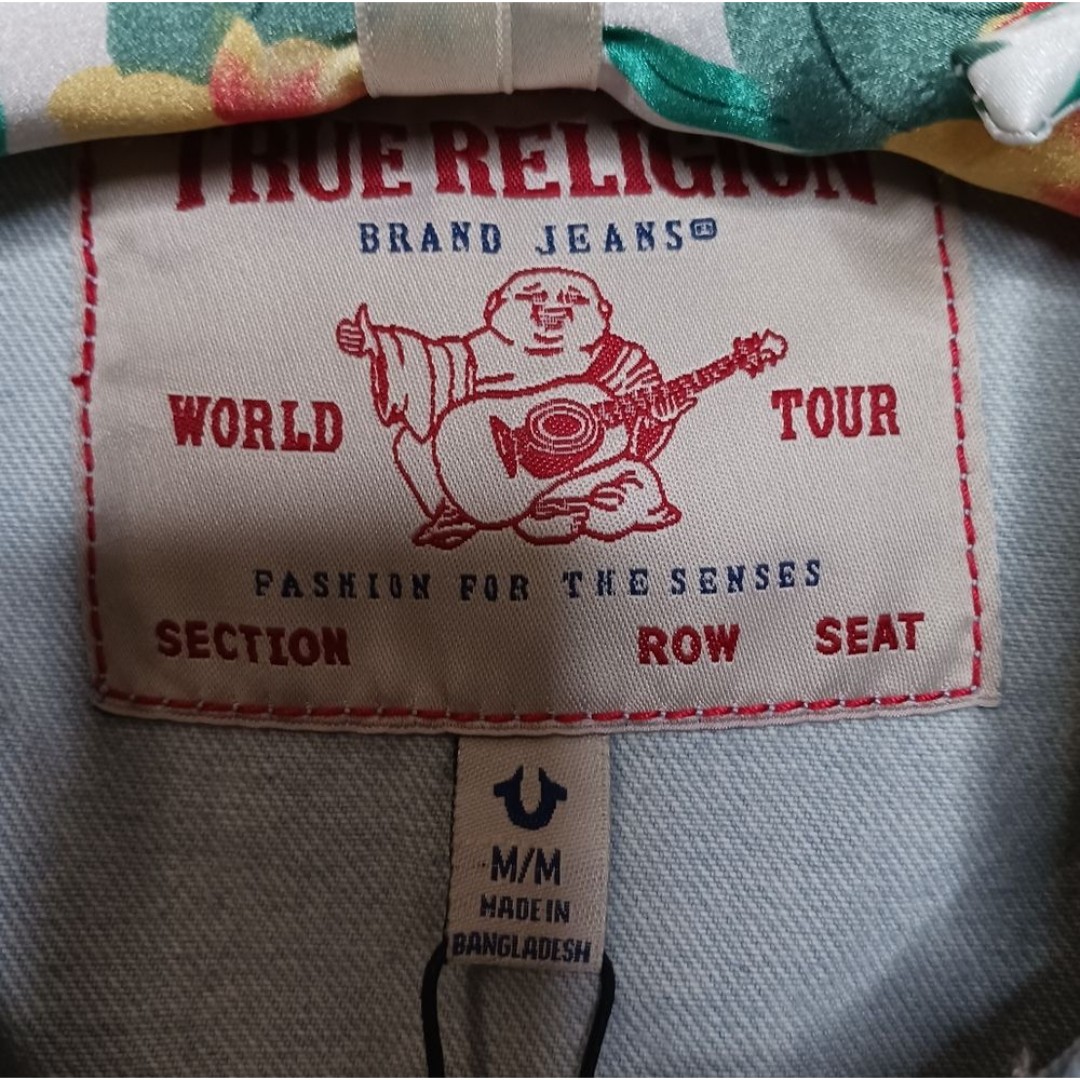 TRUE RELIGION
BRAND JEANS®
WORLD TOUR
FASHION FOR THE SENSES
SECTION ROW SEAT
M/M
MADE IN
BANGLADESH